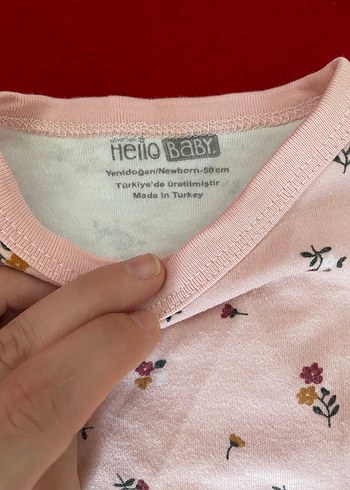 Hello BABY.
Yenidoğan/Newborn-50cm
Türkiye'de üretilmiştir
Made in Turkey